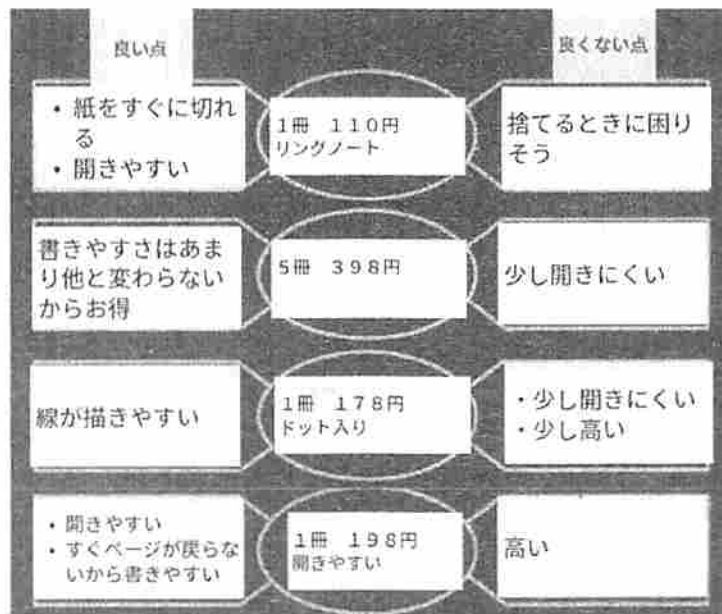 良い点
良くない点
• 紙をすぐに切れ
る
• 開きやすい
1冊　110円
リングノート
捨てるときに困り
そう
書きやすさはあま
り他と変わらない
からお得
5冊　398円
少し開きにくい
線が描きやすい
1冊　178円
ドット入り
・少し開きにくい
・少し高い
• 開きやすい
• すぐページが戻らな
いから書きやすい
1冊　198円
開きやすい
高い